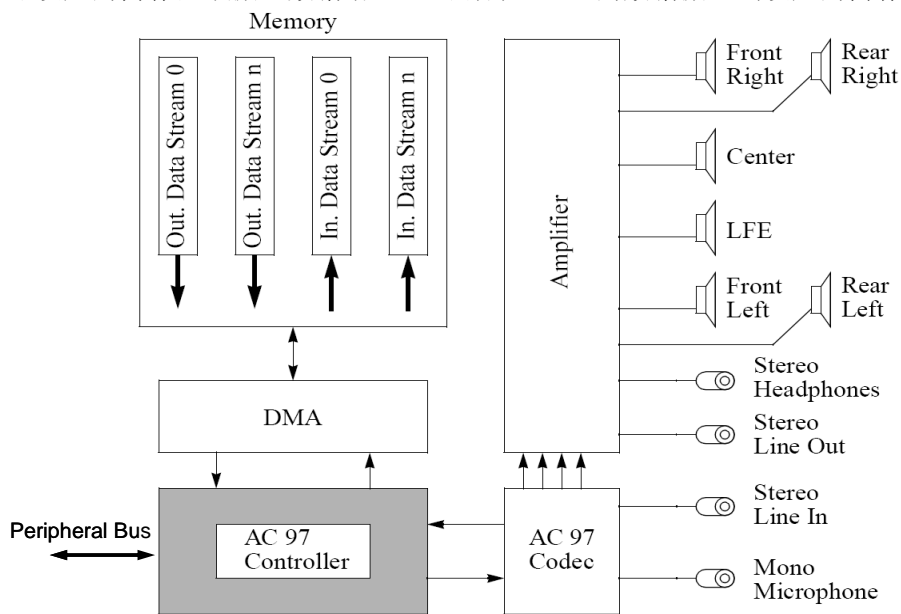 Memory
Out. Data Stream 0
Out. Data Stream n
In. Data Stream 0
In. Data Stream n
DMA
Peripheral Bus
AC 97
Controller
Amplifier
AC 97
Codec
Front
Right
Rear
Right
Center
LFE
Front
Left
Rear
Left
Stereo
Headphones
Stereo
Line Out
Stereo
Line In
Mono
Microphone